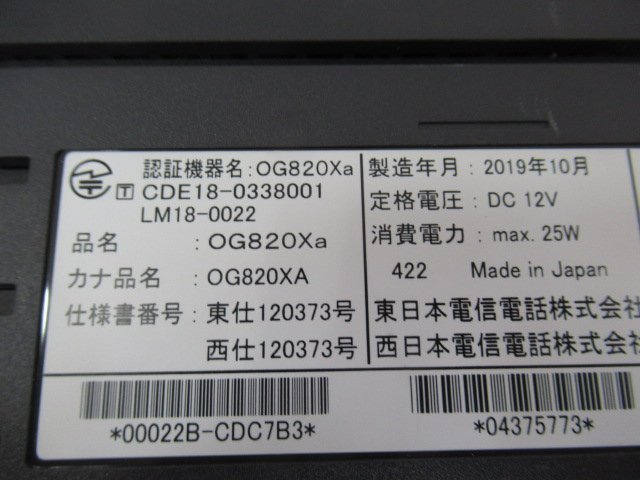 認証機器名：OG820Xa
T CDE18-0338001
LM18-0022
品名 ：OG820Xa
カナ品名 ：OG820XA
仕様書番号：東仕120373号
西仕120373号
製造年月：2019年10月
定格電圧：DC 12V
消費電力：max. 25W
422 Made in Japan
東日本電信電話株式会
西日本電信電話株式会
*00022B-CDC7B3*
*04375773*